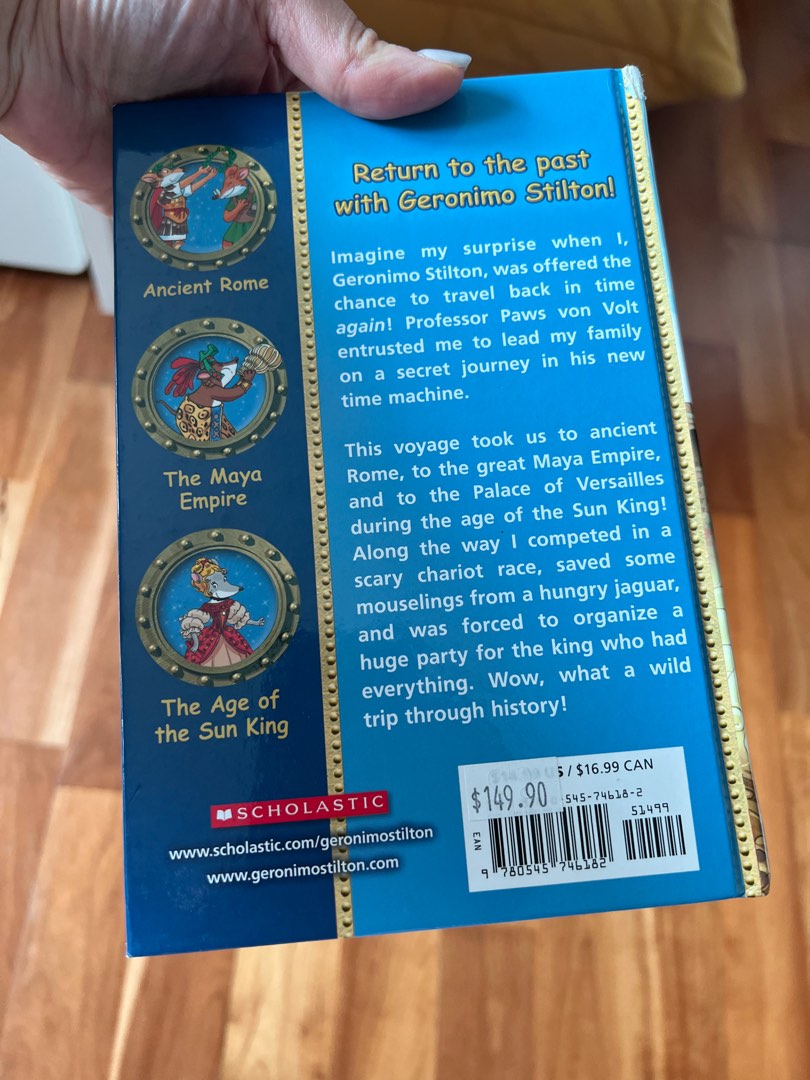 Return to the past
with Geronimo Stilton!
Imagine my surprise when I,
Geronimo Stilton, was offered the
chance to travel back in time
again! Professor Paws von Volt
entrusted me to lead my family
on a secret journey in his new
time machine.
This voyage took us to ancient
Rome, to the great Maya Empire,
and to the Palace of Versailles
during the age of the Sun King!
Along the way I competed in a
scary chariot race, saved some
mouselings from a hungry jaguar,
and was forced to organize a
huge party for the king who had
everything. Wow, what a wild
trip through history!
Ancient Rome
The Maya
Empire
The Age of
the Sun King
SCHOLASTIC
www.scholastic.com/geronimostilton
www.geronimostilton.com
/ $16.99 CAN
$149.90
545-74618-2
51499
EAN
9 780545 746182